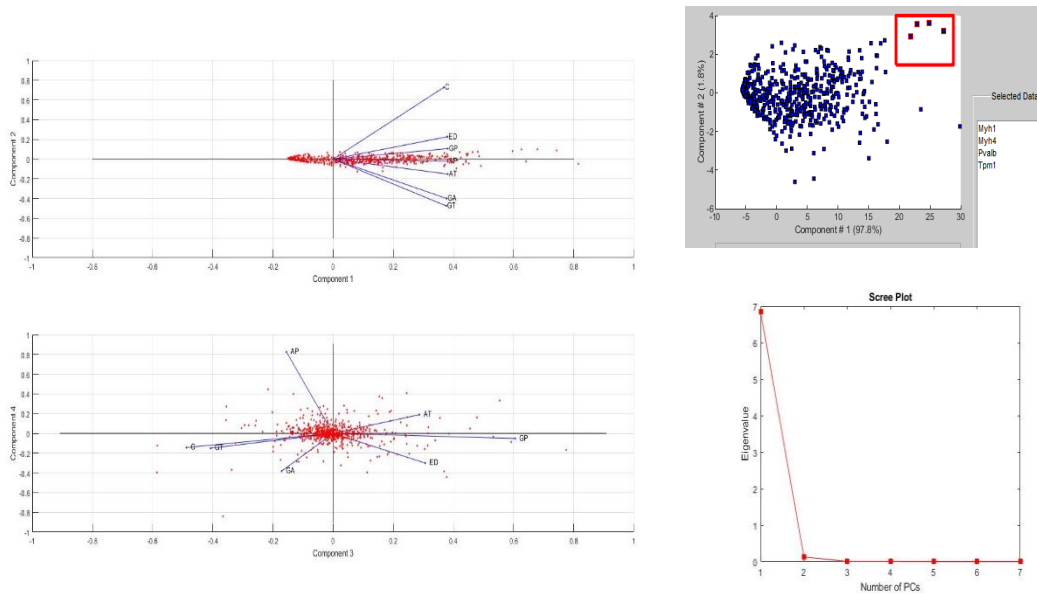 1
0.8
0.6
0.4
0.2
0
-0.2
-0.4
-0.6
-0.8
-1
Component 2
C
ED
GP
AP
AT
GA
GT
-1 -0.8 -0.6 -0.4 -0.2 0 0.2 0.4 0.6 0.8 1
Component 1
4
2
0
-2
-4
-6
Component # 2 (1.8%)
-10 -5 0 5 10 15 20 25 30
Component # 1 (97.8%)
Selected Data
Myh1
Myh4
Pvalb
Tpm1
1
0.8
0.6
0.4
0.2
0
-0.2
-0.4
-0.6
-0.8
-1
Component 4
AP
AT
GP
C
GT
ED
GA
-1 -0.8 -0.6 -0.4 -0.2 0 0.2 0.4 0.6 0.8 1
Component 3
Scree Plot
7
6
5
4
3
2
1
0
Eigenvalue
1 2 3 4 5 6 7
Number of PCs